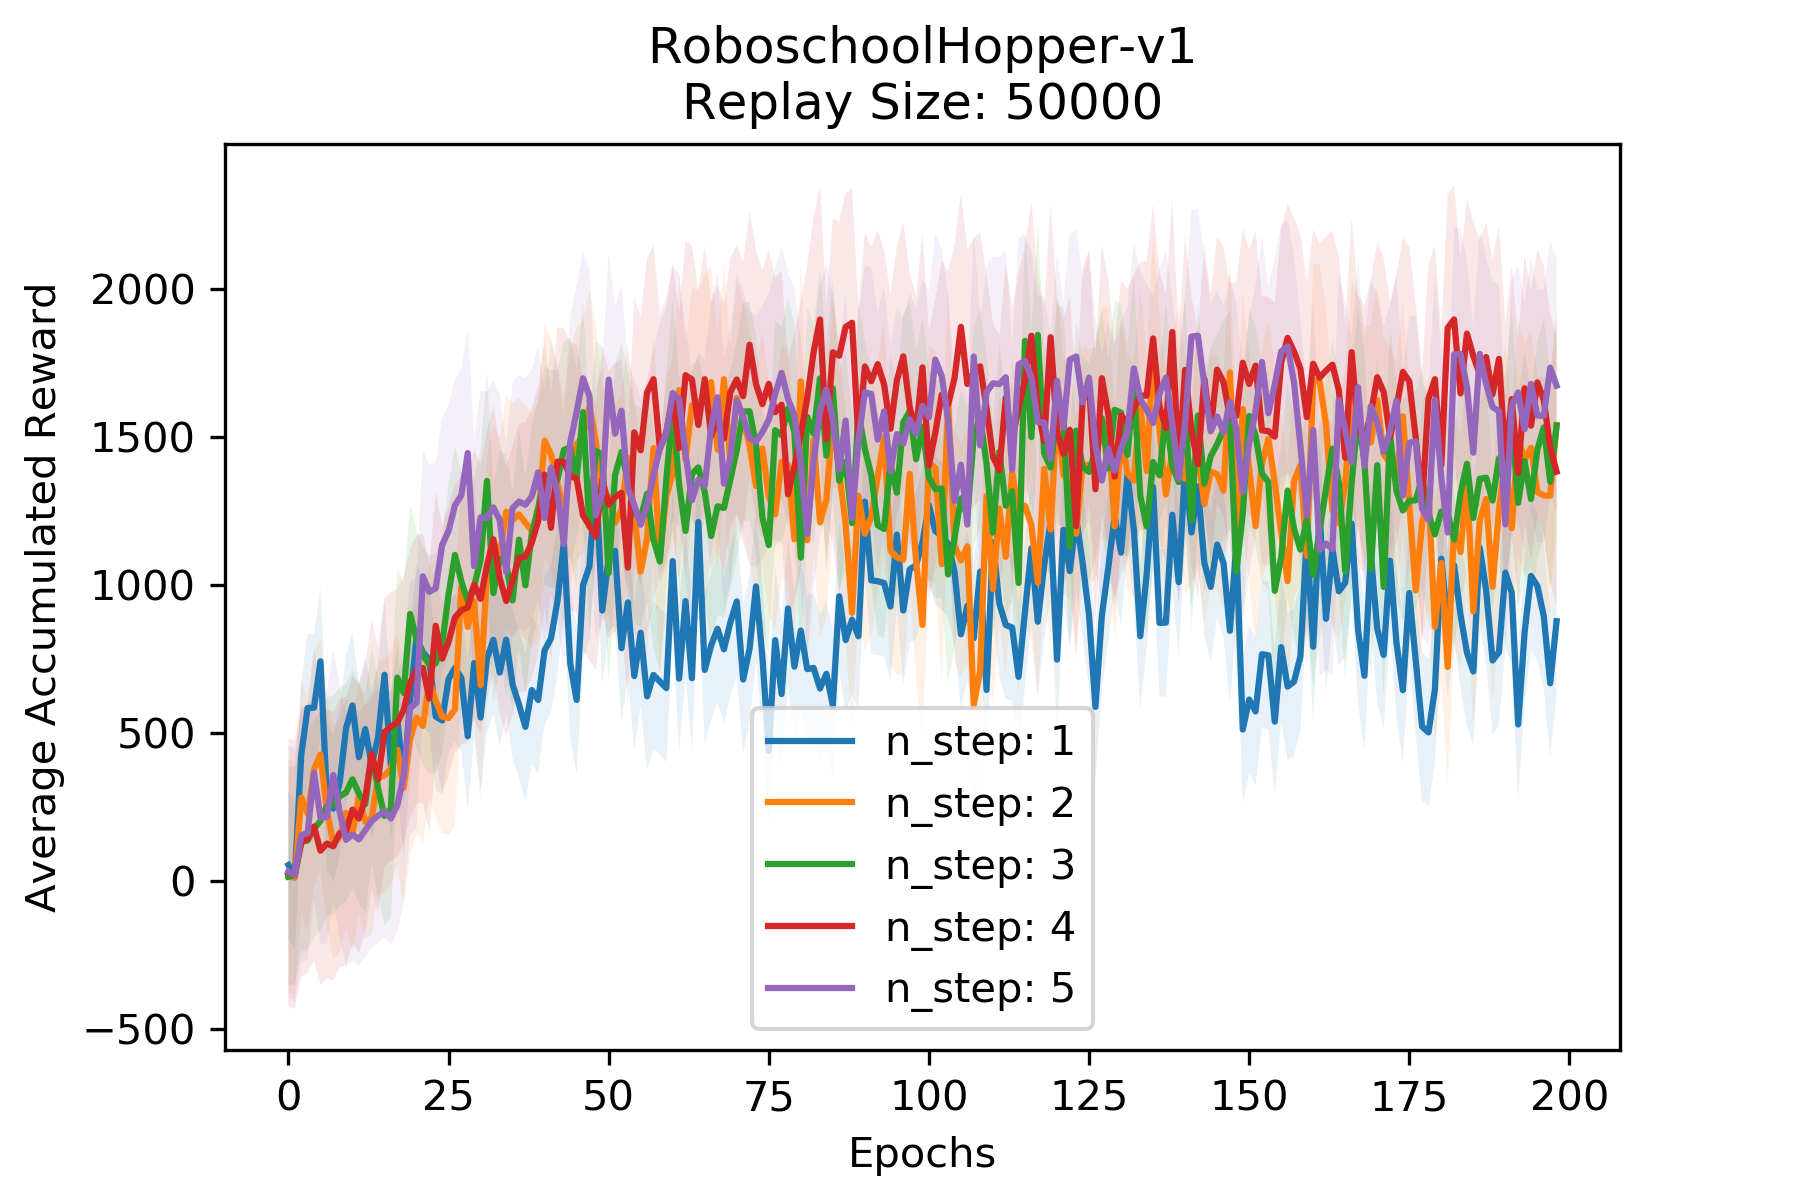 RoboschoolHopper-v1
Replay Size: 50000
Average Accumulated Reward
2000
1500
1000
500
0
−500
n_step: 1
n_step: 2
n_step: 3
n_step: 4
n_step: 5
0 25 50 75 100 125 150 175 200
Epochs